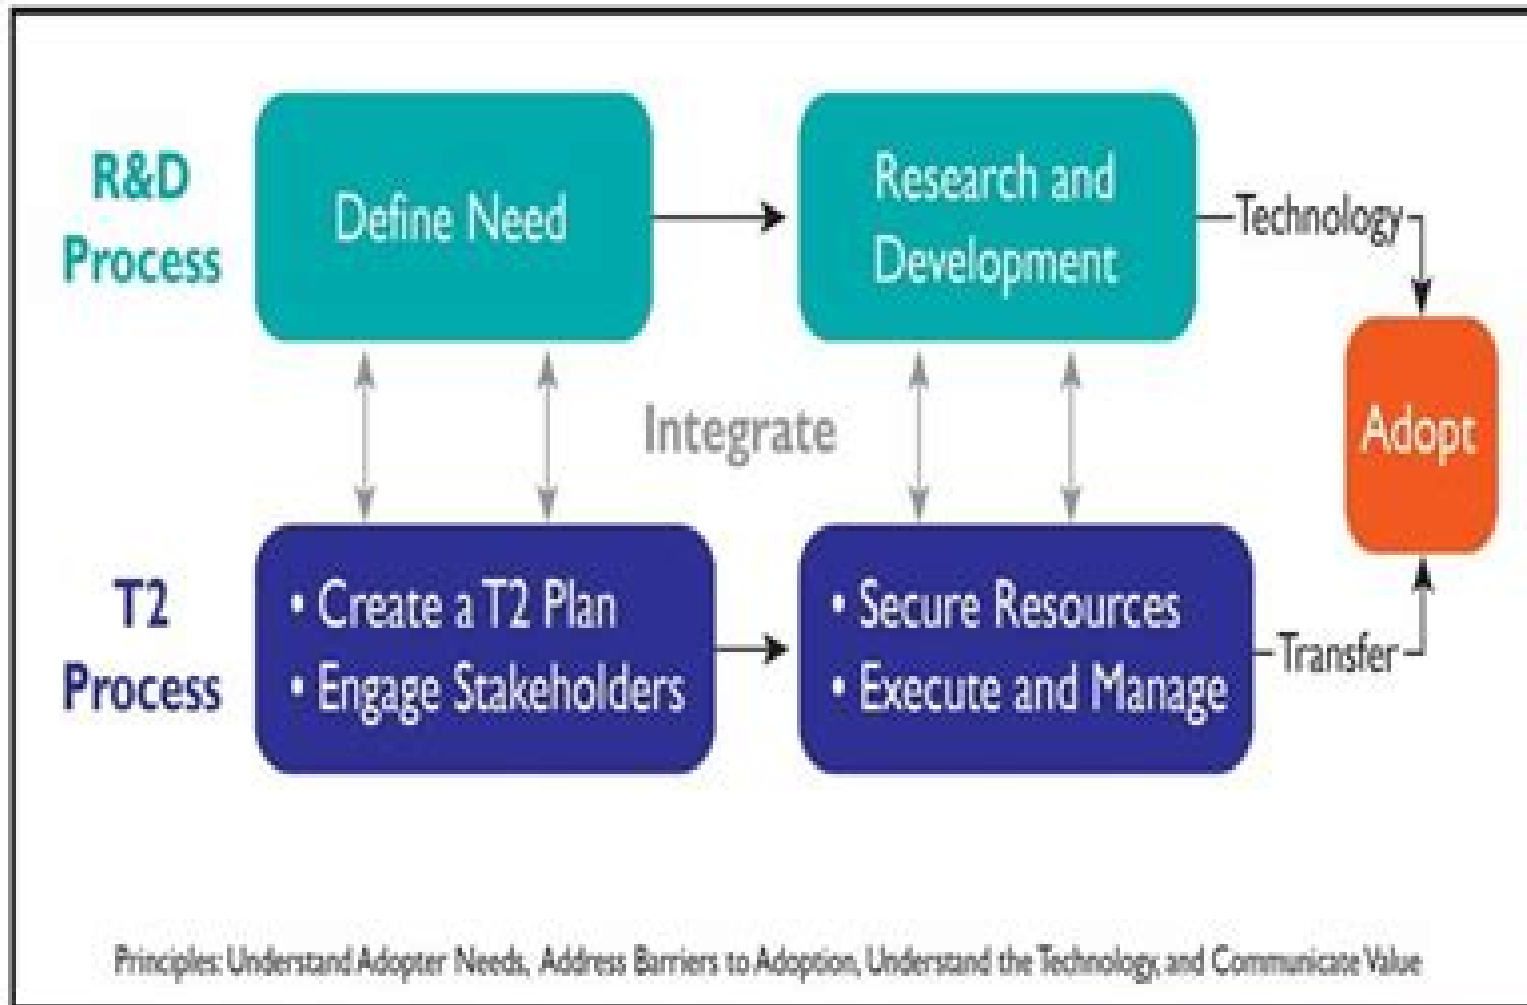 R&D
Process
Define Need
Research and
Development
Technology
Adopt
Integrate
T2
Process
• Create a T2 Plan
• Engage Stakeholders
• Secure Resources
• Execute and Manage
Transfer
Principles: Understand Adopter Needs, Address Barriers to Adoption, Understand the Technology, and Communicate Value